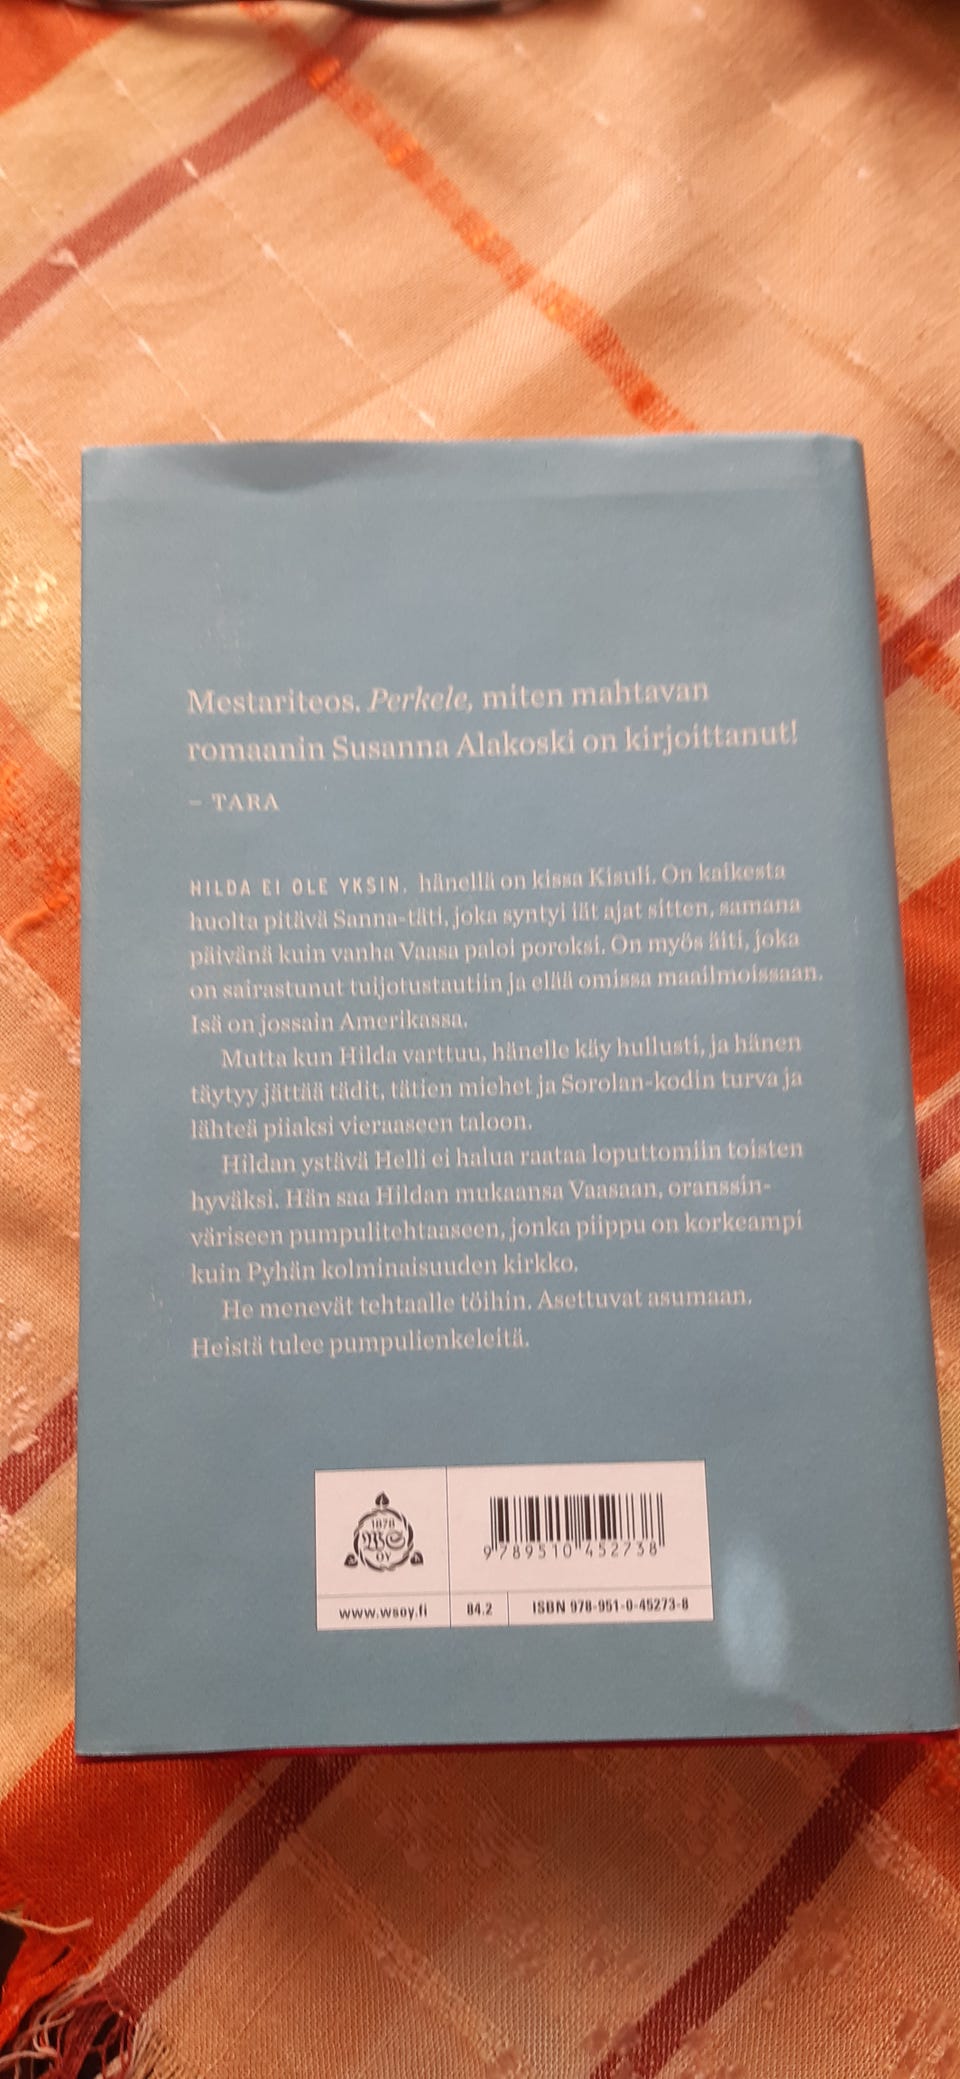 Mestariteos. Perkele, miten mahtavan
romaanin Susanna Alakoski on kirjoittanut!
– TARA
HILDA EI OLE YKSIN, hänellä on kissa Kisuli. On kaikesta
huolta pitävä Sanna-täti, joka syntyi iät ajat sitten, samana
päivänä kuin vanha Vaasa paloi poroksi. On myös äiti, joka
on sairastunut tuijotustautiin ja elää omissa maailmoissaan.
Isä on jossain Amerikassa.
Mutta kun Hilda varttuu, hänelle käy hullusti, ja hänen
täytyy jättää tädit, tätien miehet ja Sorolan-kodin turva ja
lähteä piiaksi vieraaseen taloon.
Hildan ystävä Helli ei halua raataa loputtomiin toisten
hyväksi. Hän saa Hildan mukaansa Vaasaan, oranssin-
väriseen pumpulitehtaaseen, jonka piippu on korkeampi
kuin Pyhän kolminaisuuden kirkko.
He menevät tehtaalle töihin. Asettuvat asumaan.
Heistä tulee pumpulienkeleitä.
1878
WS
OY
9 789510 452738
www.wsoy.fi
84.2
ISBN 978-951-0-45273-8